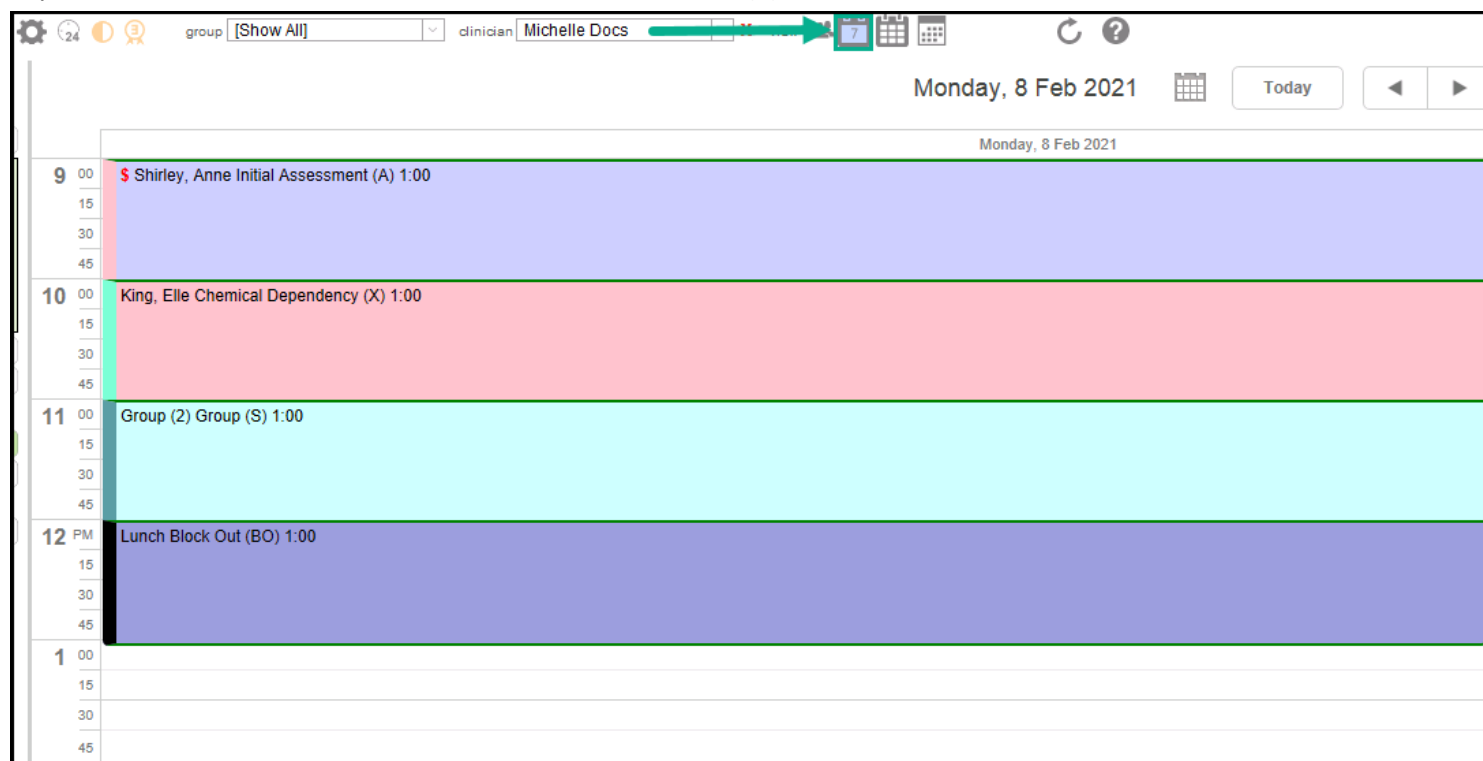 24 3 group [Show All] clinician Michelle Docs 7
Monday, 8 Feb 2021 Today
Monday, 8 Feb 2021
9 00 $ Shirley, Anne Initial Assessment (A) 1:00
15
30
45
10 00 King, Elle Chemical Dependency (X) 1:00
15
30
45
11 00 Group (2) Group (S) 1:00
15
30
45
12 PM Lunch Block Out (BO) 1:00
15
30
45
1 00
15
30
45